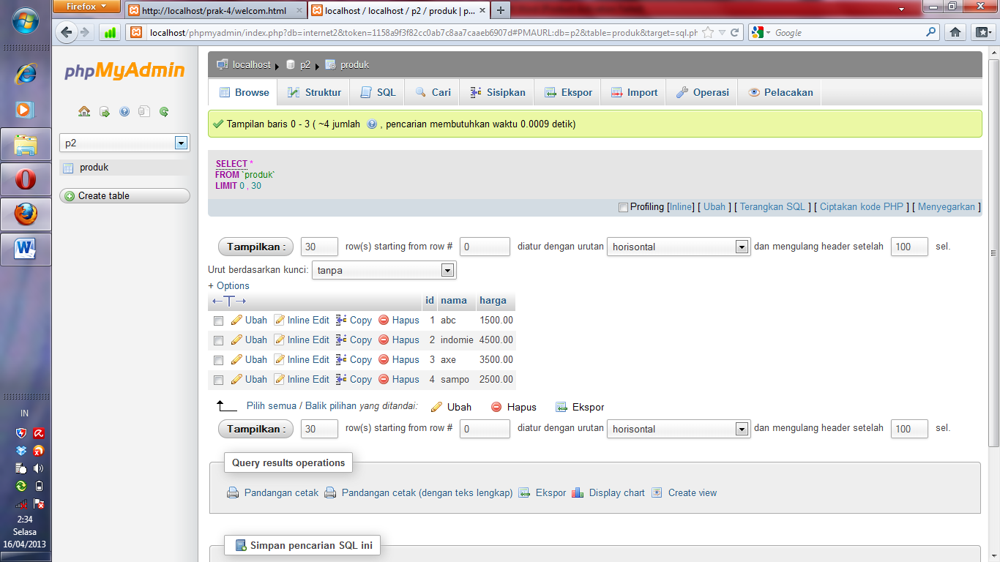 Firefox
http://localhost/prak-4/welcom.html
localhost / localhost / p2 / produk | p...
localhost/phpmyadmin/index.php?db=internet2&token=1158a9f3f82cc0ab7c8aa7caaeb6907d#PMAURL:db=p2&table=produk&target=sql.ph
Google
phpMyAdmin
p2
produk
Create table
localhost p2 produk
Browse Struktur SQL Cari Sisipkan Ekspor Import Operasi Pelacakan
Tampilan baris 0 - 3 ( ~4 jumlah , pencarian membutuhkan waktu 0.0009 detik)
SELECT *
FROM `produk`
LIMIT 0 , 30
Profiling [Inline] [ Ubah ] [ Terangkan SQL ] [ Ciptakan kode PHP ] [ Menyegarkan ]
Tampilkan : 30 row(s) starting from row # 0 diatur dengan urutan horisontal dan mengulang header setelah 100 sel.
Urut berdasarkan kunci: tanpa
+ Options
←T→ id nama harga
Ubah Inline Edit Copy Hapus 1 abc 1500.00
Ubah Inline Edit Copy Hapus 2 indomie 4500.00
Ubah Inline Edit Copy Hapus 3 axe 3500.00
Ubah Inline Edit Copy Hapus 4 sampo 2500.00
Pilih semua / Balik pilihan yang ditandai: Ubah Hapus Ekspor
Tampilkan : 30 row(s) starting from row # 0 diatur dengan urutan horisontal dan mengulang header setelah 100 sel.
Query results operations
Pandangan cetak Pandangan cetak (dengan teks lengkap) Ekspor Display chart Create view
Simpan pencarian SQL ini
IN
2:34
Selasa
16/04/2013